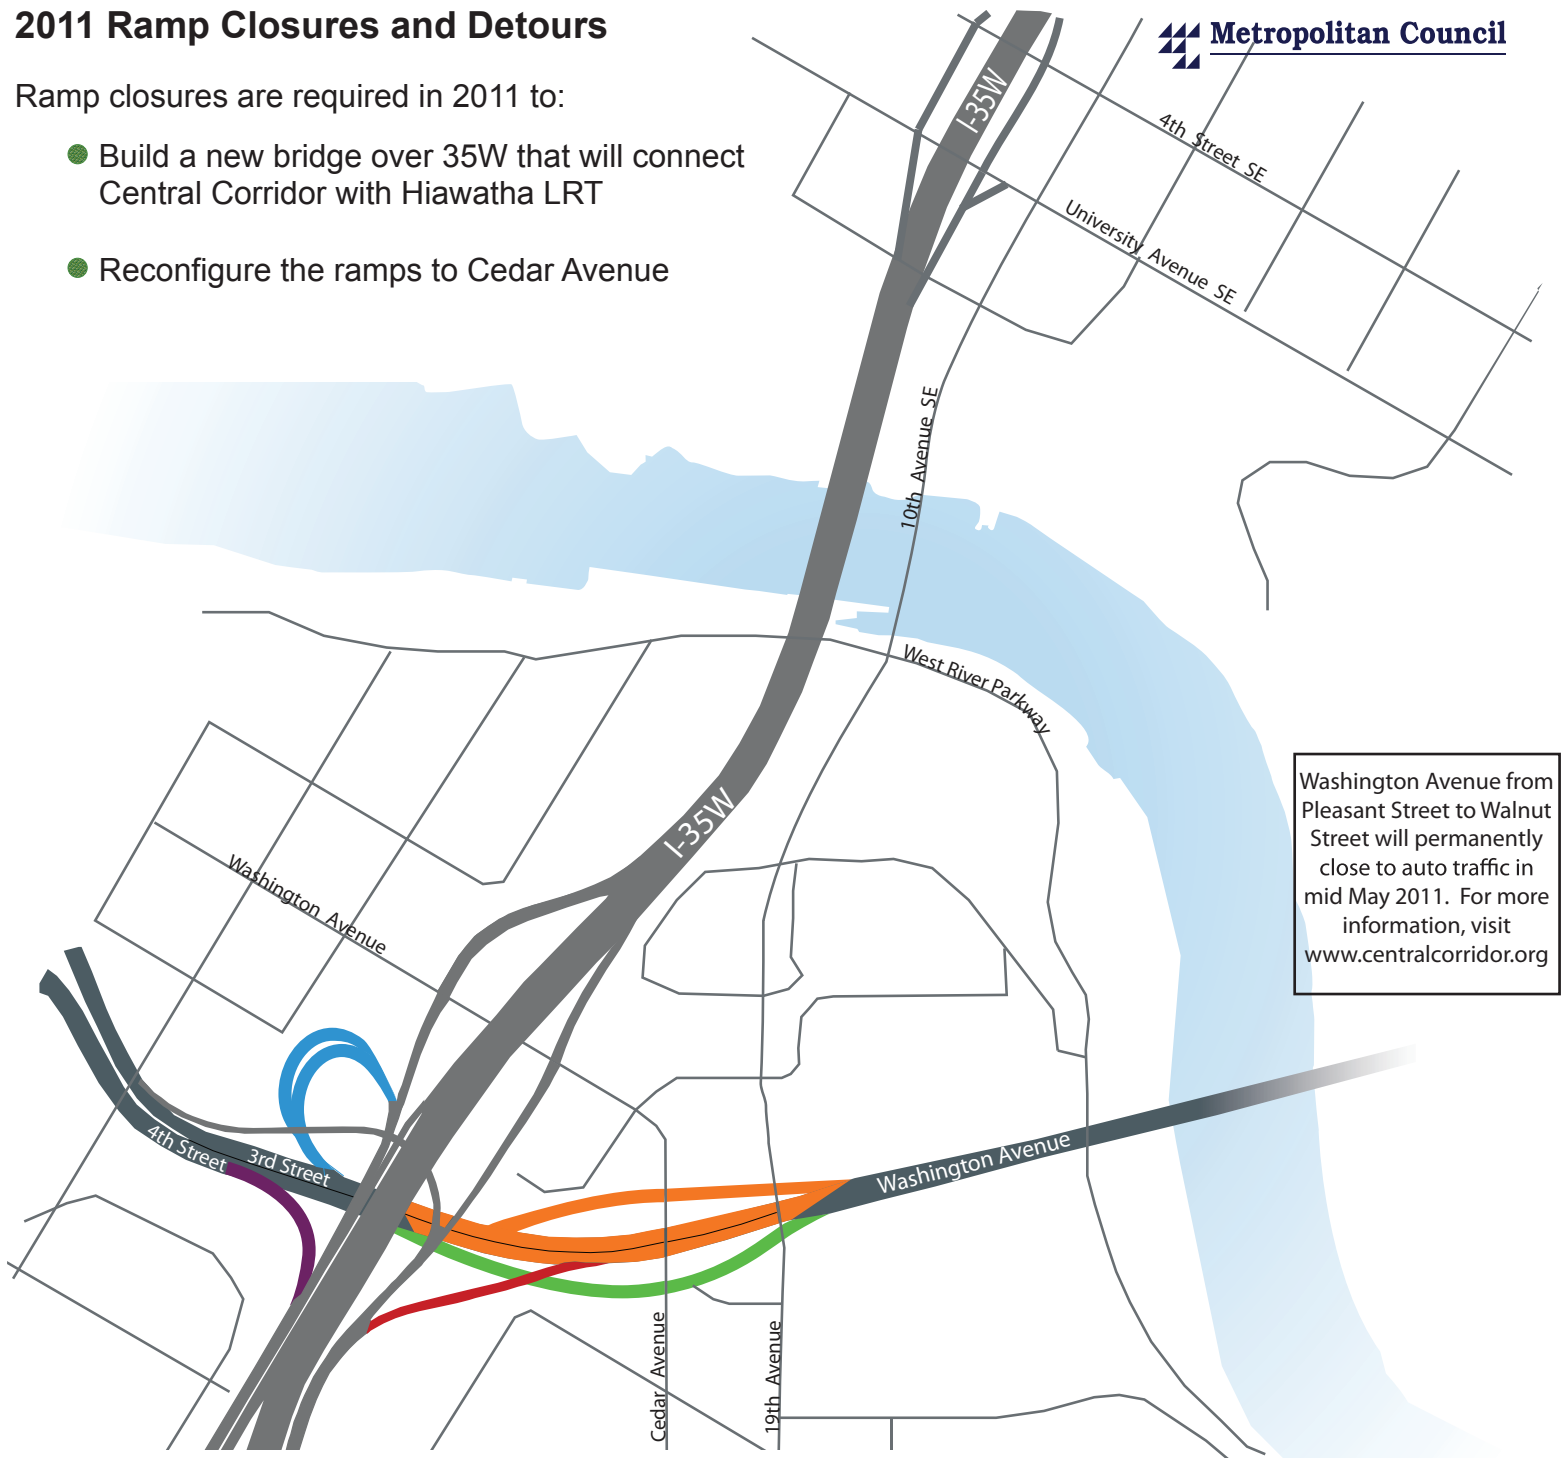 2011 Ramp Closures and Detours
Metropolitan Council
Ramp closures are required in 2011 to:
Build a new bridge over 35W that will connect
Central Corridor with Hiawatha LRT
Reconfigure the ramps to Cedar Avenue
I-35W
4th Street SE
University Avenue SE
10th Avenue SE
West River Parkway
I-35W
Washington Avenue from
Pleasant Street to Walnut
Street will permanently
close to auto traffic in
mid May 2011. For more
information, visit
www.centralcorridor.org
Washington Avenue
4th Street
3rd Street
Washington Avenue
Cedar Avenue
19th Avenue